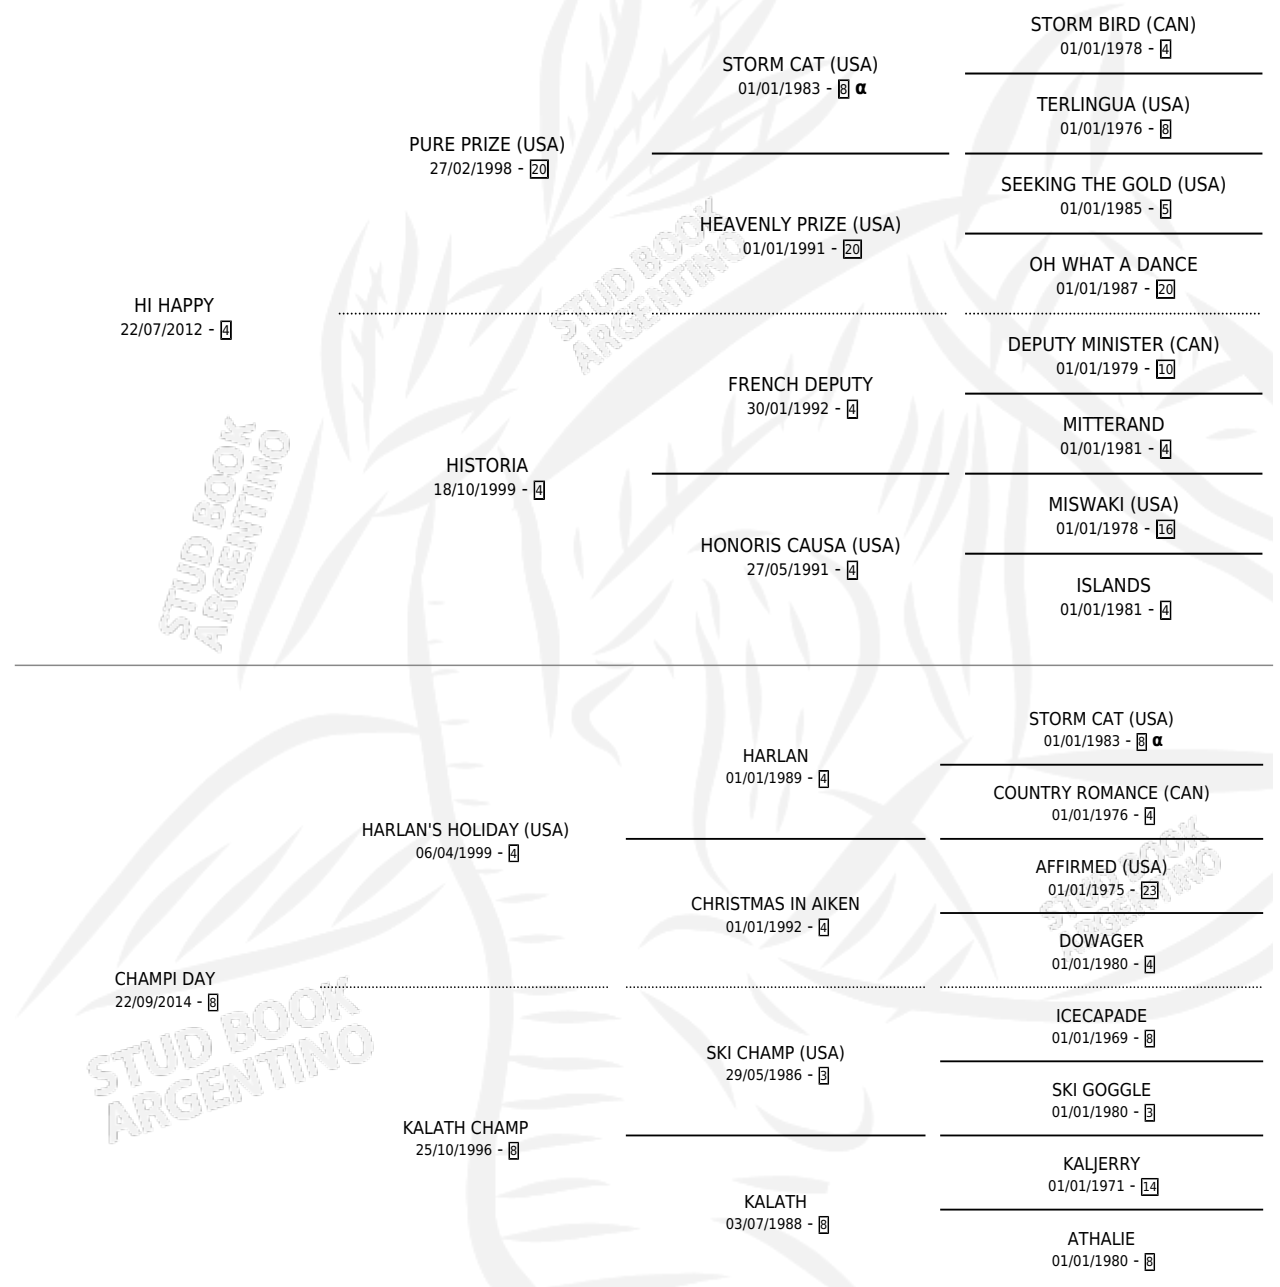 STORM BIRD (CAN)
01/01/1978 - 4
STORM CAT (USA)
01/01/1983 - 8 α
TERLINGUA (USA)
01/01/1976 - 8
PURE PRIZE (USA)
27/02/1998 - 20
SEEKING THE GOLD (USA)
01/01/1985 - 5
HEAVENLY PRIZE (USA)
01/01/1991 - 20
OH WHAT A DANCE
01/01/1987 - 20
HI HAPPY
22/07/2012 - 4
DEPUTY MINISTER (CAN)
01/01/1979 - 10
FRENCH DEPUTY
30/01/1992 - 4
MITTERAND
01/01/1981 - 4
HISTORIA
18/10/1999 - 4
MISWAKI (USA)
01/01/1978 - 16
HONORIS CAUSA (USA)
27/05/1991 - 4
ISLANDS
01/01/1981 - 4
STORM CAT (USA)
01/01/1983 - 8 α
HARLAN
01/01/1989 - 4
COUNTRY ROMANCE (CAN)
01/01/1976 - 4
HARLAN'S HOLIDAY (USA)
06/04/1999 - 4
AFFIRMED (USA)
01/01/1975 - 23
CHRISTMAS IN AIKEN
01/01/1992 - 4
DOWAGER
01/01/1980 - 4
CHAMPI DAY
22/09/2014 - 8
ICECAPADE
01/01/1969 - 8
SKI CHAMP (USA)
29/05/1986 - 3
SKI GOGGLE
01/01/1980 - 3
KALATH CHAMP
25/10/1996 - 8
KALJERRY
01/01/1971 - 14
KALATH
03/07/1988 - 8
ATHALIE
01/01/1980 - 8
STUD BOOK
ARGENTINO
STUD BOOK
ARGENTINO
STUD BOOK
ARGENTINO
STUD BOOK
ARGENTINO